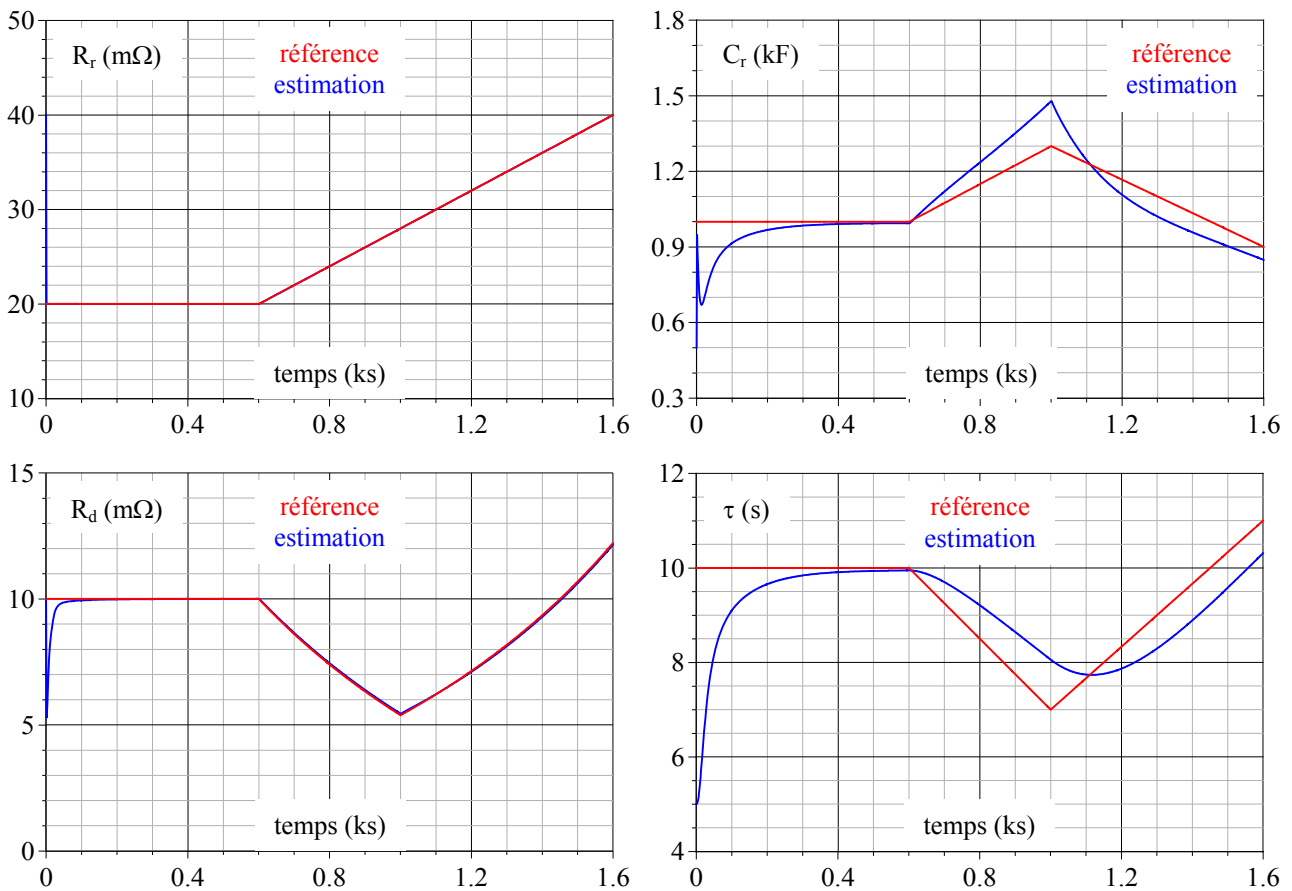 50
40
30
20
10
R_r (mΩ)
référence
estimation
temps (ks)
0 0.4 0.8 1.2 1.6
1.8
1.5
1.2
0.9
0.6
0.3
C_r (kF)
référence
estimation
temps (ks)
0 0.4 0.8 1.2 1.6
15
10
5
0
R_d (mΩ)
référence
estimation
temps (ks)
0 0.4 0.8 1.2 1.6
12
10
8
6
4
τ (s)
référence
estimation
temps (ks)
0 0.4 0.8 1.2 1.6